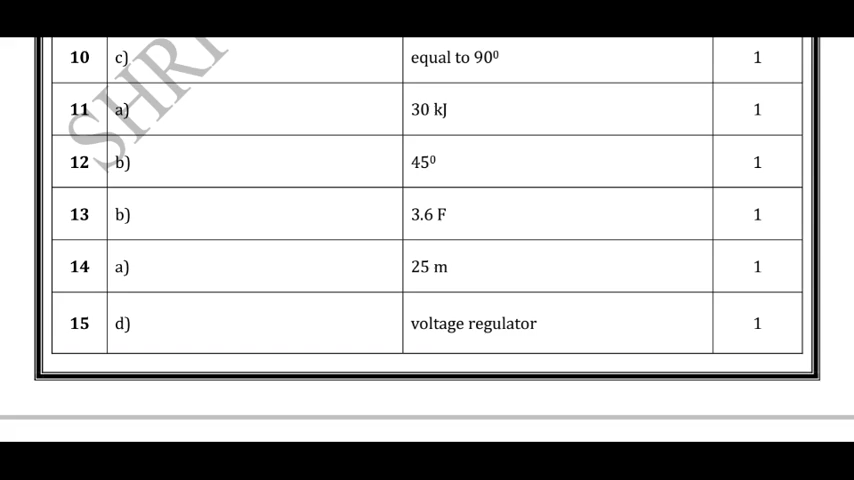 10 c) equal to 90⁰ 1
11 a) 30 kJ 1
12 b) 45⁰ 1
13 b) 3.6 F 1
14 a) 25 m 1
15 d) voltage regulator 1
SHRI